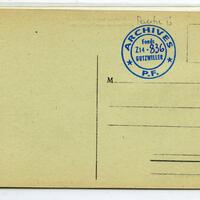 ARCHIVES
Fonds
Z14-836
GUTZWILLER
P.F.
M